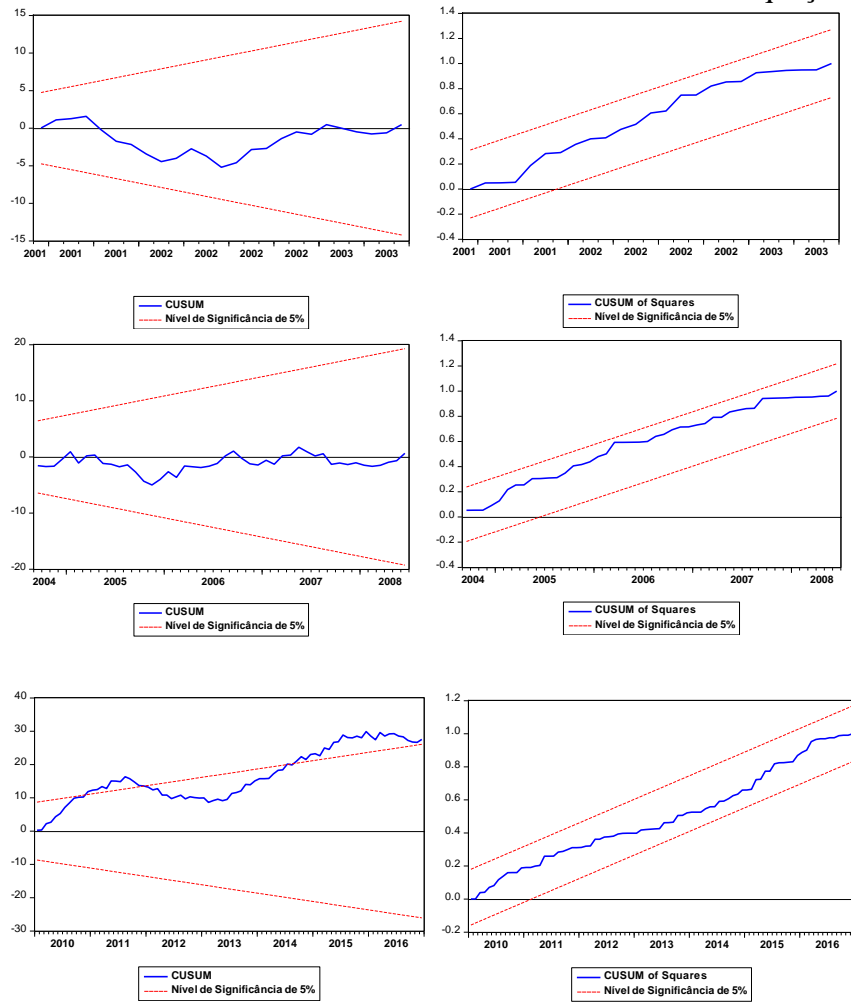 15
10
5
0
-5
-10
-15
2001 2001 2001 2002 2002 2002 2002 2003 2003
CUSUM
Nível de Significância de 5%
1.4
1.2
1.0
0.8
0.6
0.4
0.2
0.0
-0.2
-0.4
2001 2001 2001 2002 2002 2002 2002 2003 2003
CUSUM of Squares
Nível de Significância de 5%
20
10
0
-10
-20
2004 2005 2006 2007 2008
CUSUM
Nível de Significância de 5%
1.4
1.2
1.0
0.8
0.6
0.4
0.2
0.0
-0.2
-0.4
2004 2005 2006 2007 2008
CUSUM of Squares
Nível de Significância de 5%
40
30
20
10
0
-10
-20
-30
2010 2011 2012 2013 2014 2015 2016
CUSUM
Nível de Significância de 5%
1.2
1.0
0.8
0.6
0.4
0.2
0.0
-0.2
2010 2011 2012 2013 2014 2015 2016
CUSUM of Squares
Nível de Significância de 5%